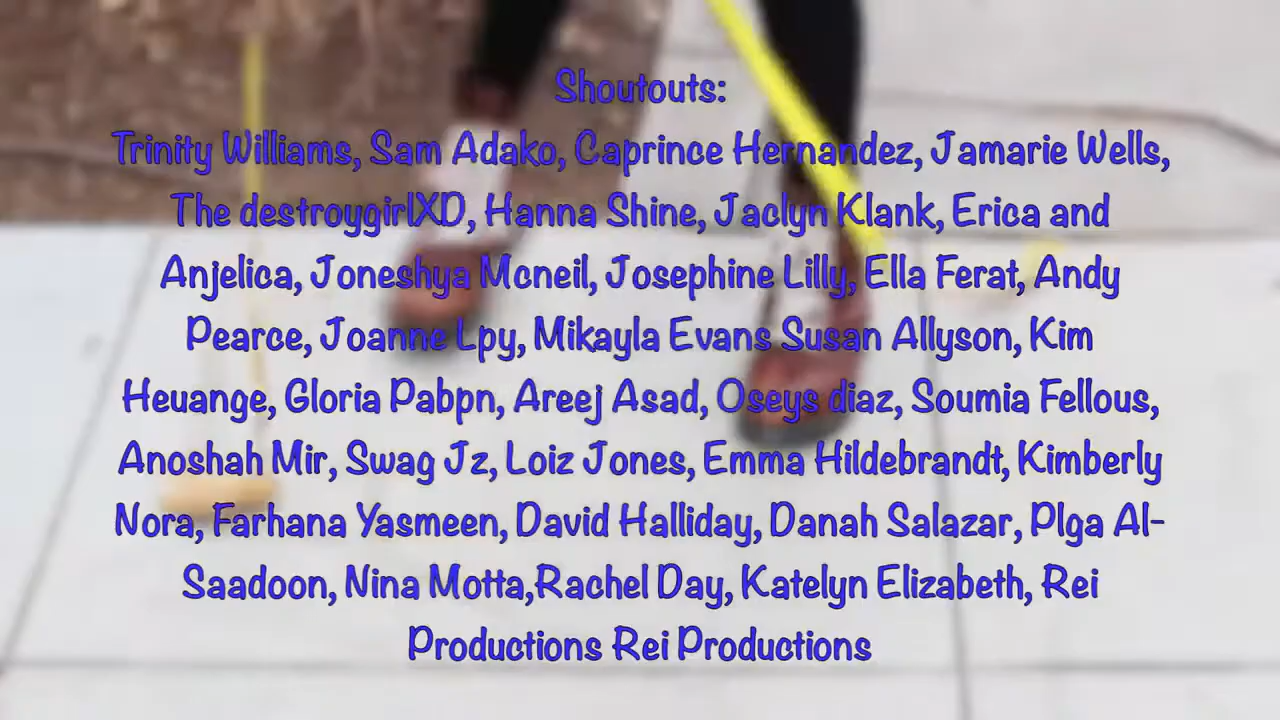 Shoutouts:
Trinity Williams, Sam Adako, Caprince Hernandez, Jamarie Wells,
The destroygirlXD, Hanna Shine, Jaclyn Klank, Erica and
Anjelica, Joneshya Mcneil, Josephine Lilly, Ella Ferat, Andy
Pearce, Joanne Lpy, Mikayla Evans Susan Allyson, Kim
Heuange, Gloria Pabpn, Areej Asad, Oseys diaz, Soumia Fellous,
Anoshah Mir, Swag Jz, Loiz Jones, Emma Hildebrandt, Kimberly
Nora, Farhana Yasmeen, David Halliday, Danah Salazar, Plga Al-
Saadoon, Nina Motta,Rachel Day, Katelyn Elizabeth, Rei
Productions Rei Productions